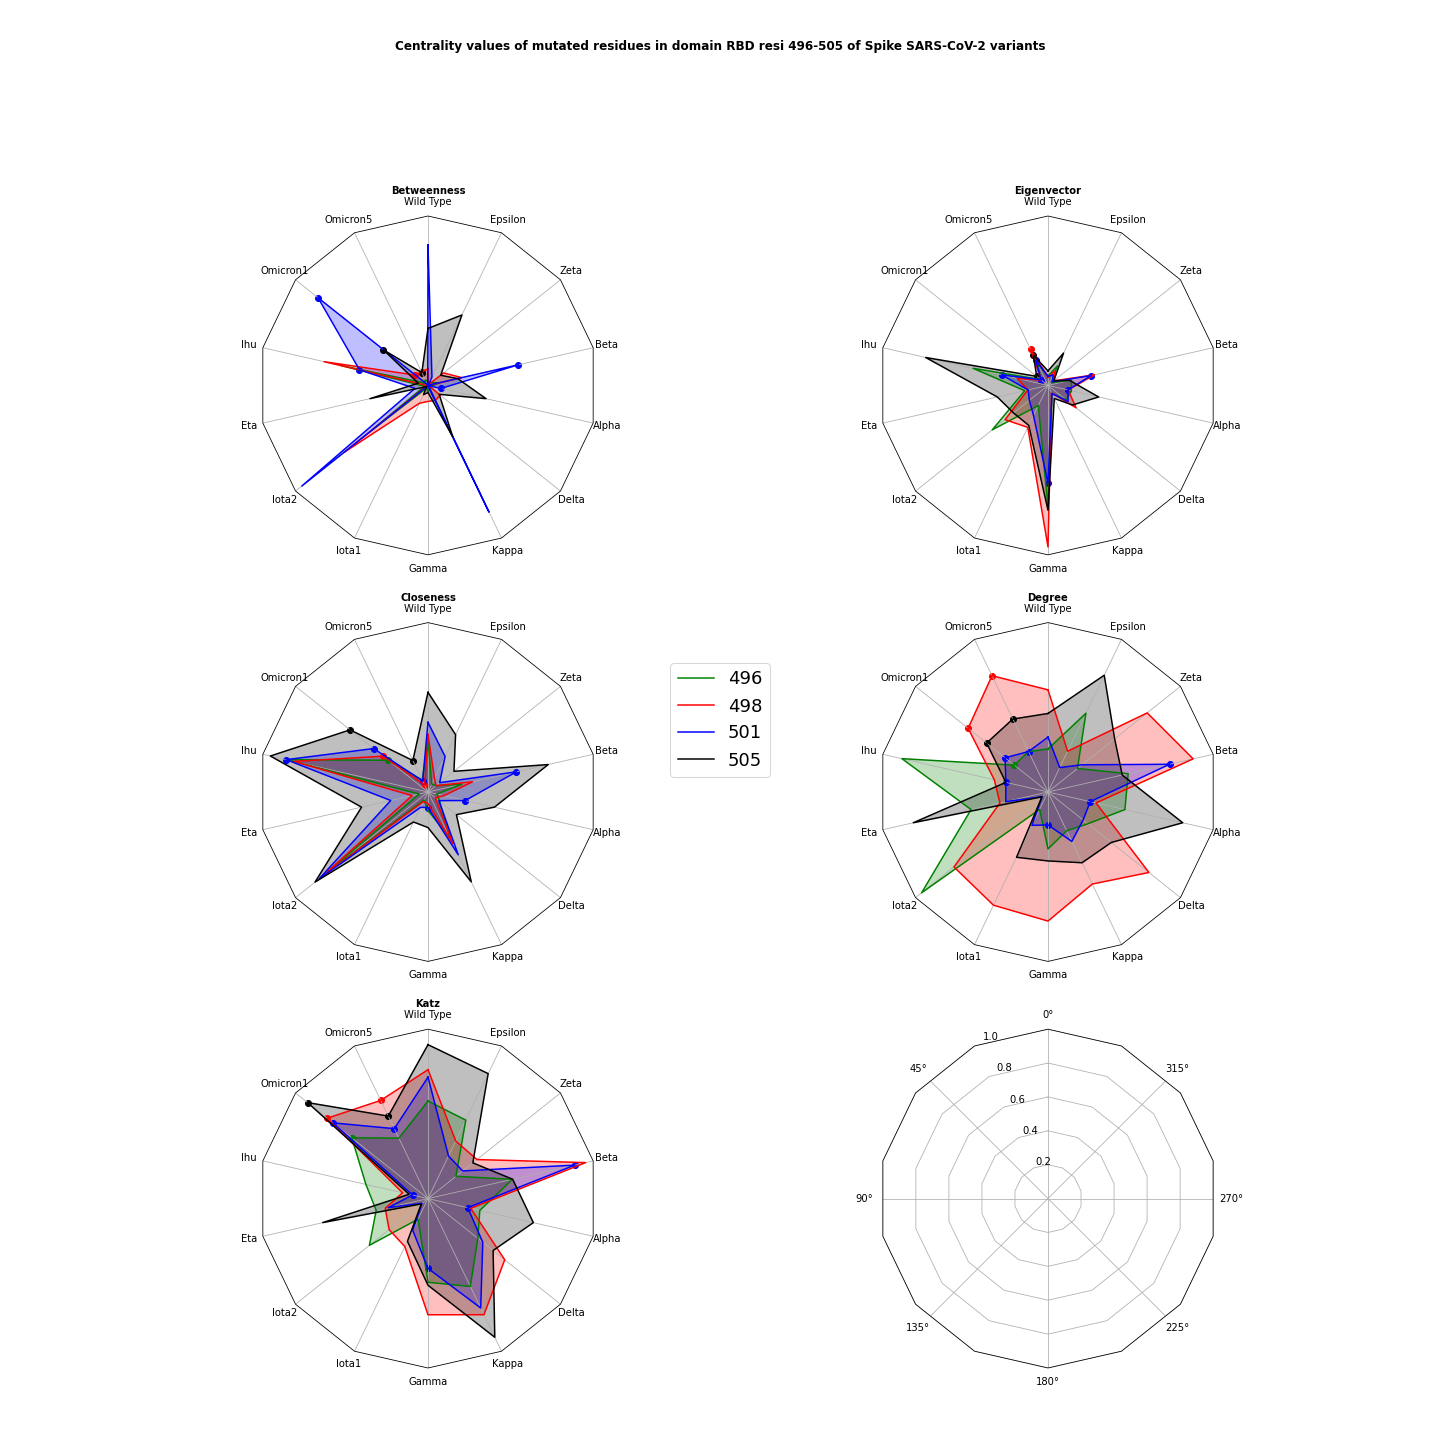 Centrality values of mutated residues in domain RBD resi 496-505 of Spike SARS-CoV-2 variants
Betweenness
Wild Type
Omicron5
Epsilon
Omicron1
Zeta
Ihu
Beta
Eta
Alpha
Iota2
Delta
Iota1
Kappa
Gamma
Eigenvector
Wild Type
Omicron5
Epsilon
Omicron1
Zeta
Ihu
Beta
Eta
Alpha
Iota2
Delta
Iota1
Kappa
Gamma
Closeness
Wild Type
Omicron5
Epsilon
Omicron1
Zeta
Ihu
Beta
Eta
Alpha
Iota2
Delta
Iota1
Kappa
Gamma
496
498
501
505
Degree
Wild Type
Omicron5
Epsilon
Omicron1
Zeta
Ihu
Beta
Eta
Alpha
Iota2
Delta
Iota1
Kappa
Gamma
Katz
Wild Type
Omicron5
Epsilon
Omicron1
Zeta
Ihu
Beta
Eta
Alpha
Iota2
Delta
Iota1
Kappa
Gamma
0°
1.0
45°
0.8
315°
0.6
0.4
0.2
90°
270°
135°
225°
180°